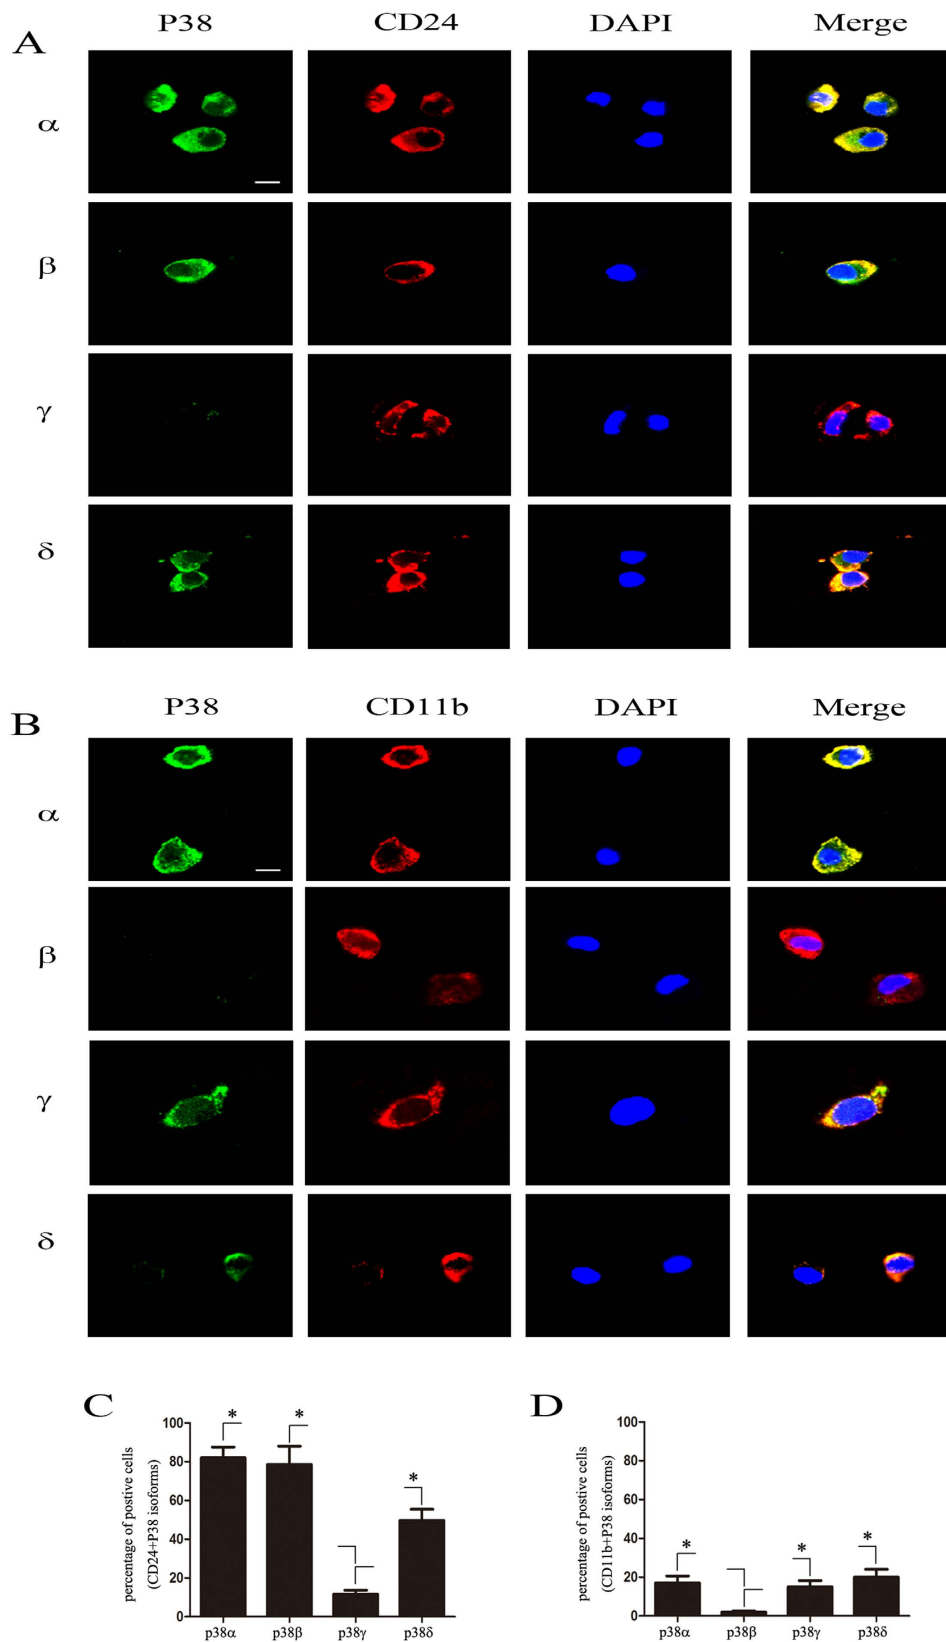 A
P38 CD24 DAPI Merge
α
β
γ
δ
B
P38 CD11b DAPI Merge
α
β
γ
δ
C
percentage of postive cells
(CD24+P38 isoforms)
100
80
60
40
20
0
* * *
p38α p38β p38γ p38δ
D
percentage of postive cells
(CD11b+P38 isoforms)
100
80
60
40
20
0
* * *
p38α p38β p38γ p38δ